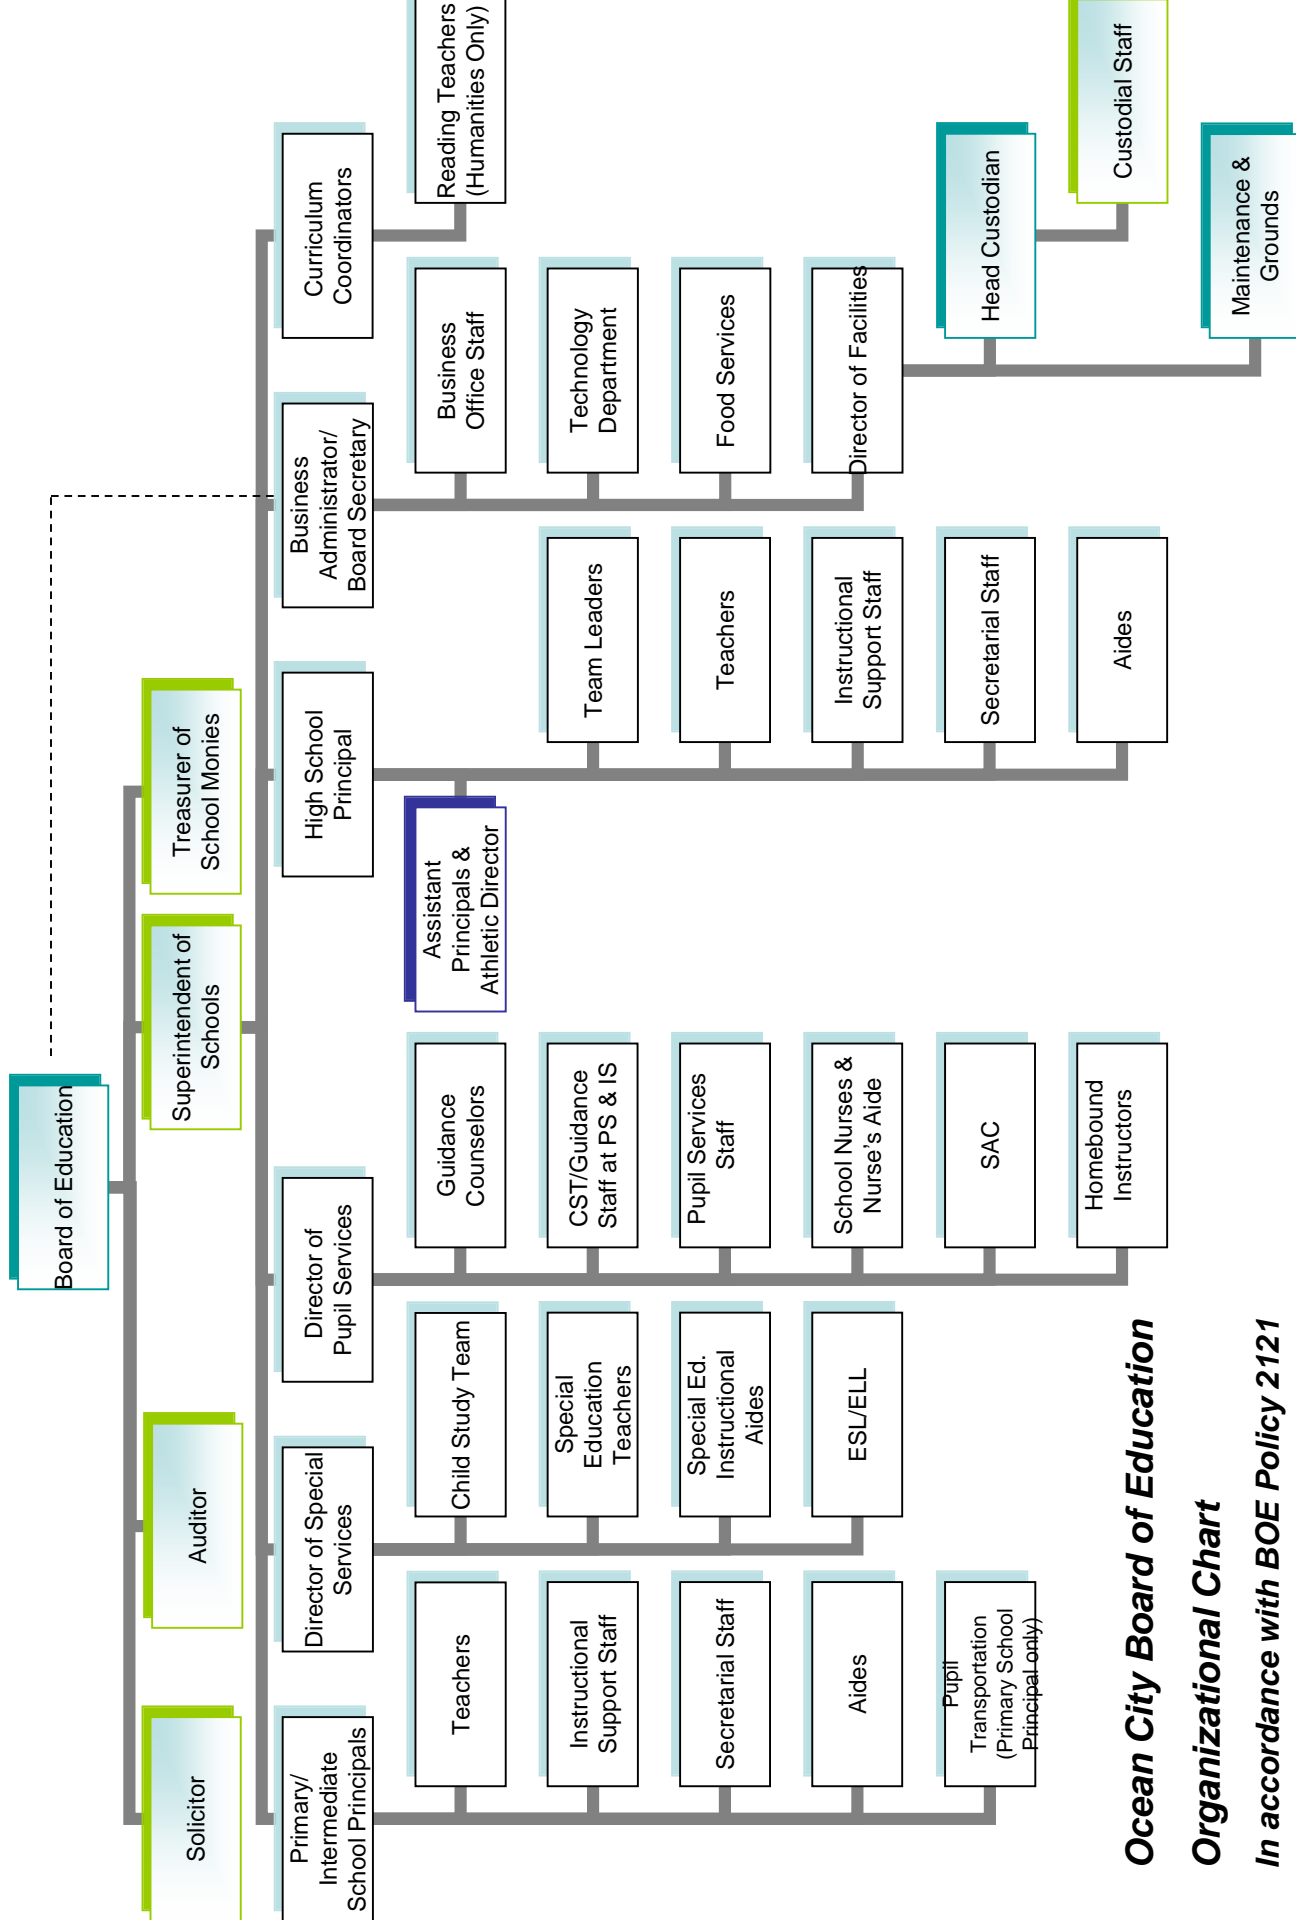 Board of Education
Solicitor
Auditor
Superintendent of
Schools
Treasurer of
School Monies
Primary/
Intermediate
School Principals
Director of Special
Services
Director of
Pupil Services
High School
Principal
Business
Administrator/
Board Secretary
Curriculum
Coordinators
Teachers
Instructional
Support Staff
Secretarial Staff
Aides
Pupil
Transportation
(Primary School
Principal only)
Child Study Team
Special
Education
Teachers
Special Ed.
Instructional
Aides
ESL/ELL
Guidance
Counselors
CST/Guidance
Staff at PS & IS
Pupil Services
Staff
School Nurses &
Nurse's Aide
SAC
Homebound
Instructors
Assistant
Principals &
Athletic Director
Team Leaders
Teachers
Instructional
Support Staff
Secretarial Staff
Aides
Business
Office Staff
Technology
Department
Food Services
Director of Facilities
Head Custodian
Custodial Staff
Maintenance &
Grounds
Reading Teachers
(Humanities Only)
Ocean City Board of Education
Organizational Chart
In accordance with BOE Policy 2121